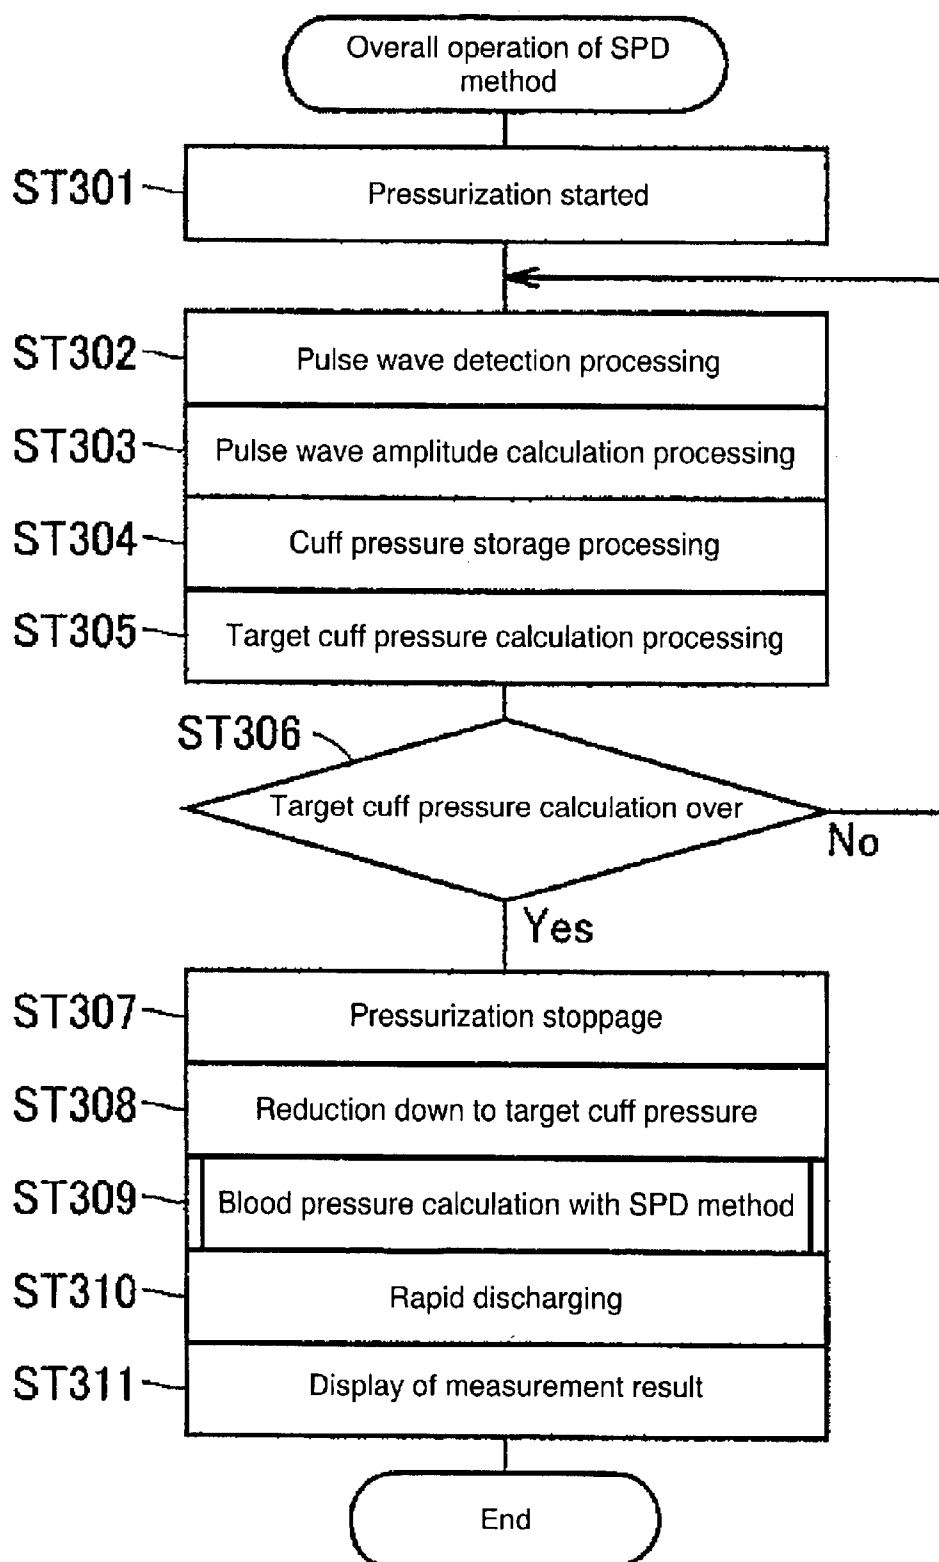 Overall operation of SPD
method
ST301
Pressurization started
ST302
Pulse wave detection processing
ST303
Pulse wave amplitude calculation processing
ST304
Cuff pressure storage processing
ST305
Target cuff pressure calculation processing
ST306
Target cuff pressure calculation over
No
Yes
ST307
Pressurization stoppage
ST308
Reduction down to target cuff pressure
ST309
Blood pressure calculation with SPD method
ST310
Rapid discharging
ST311
Display of measurement result
End